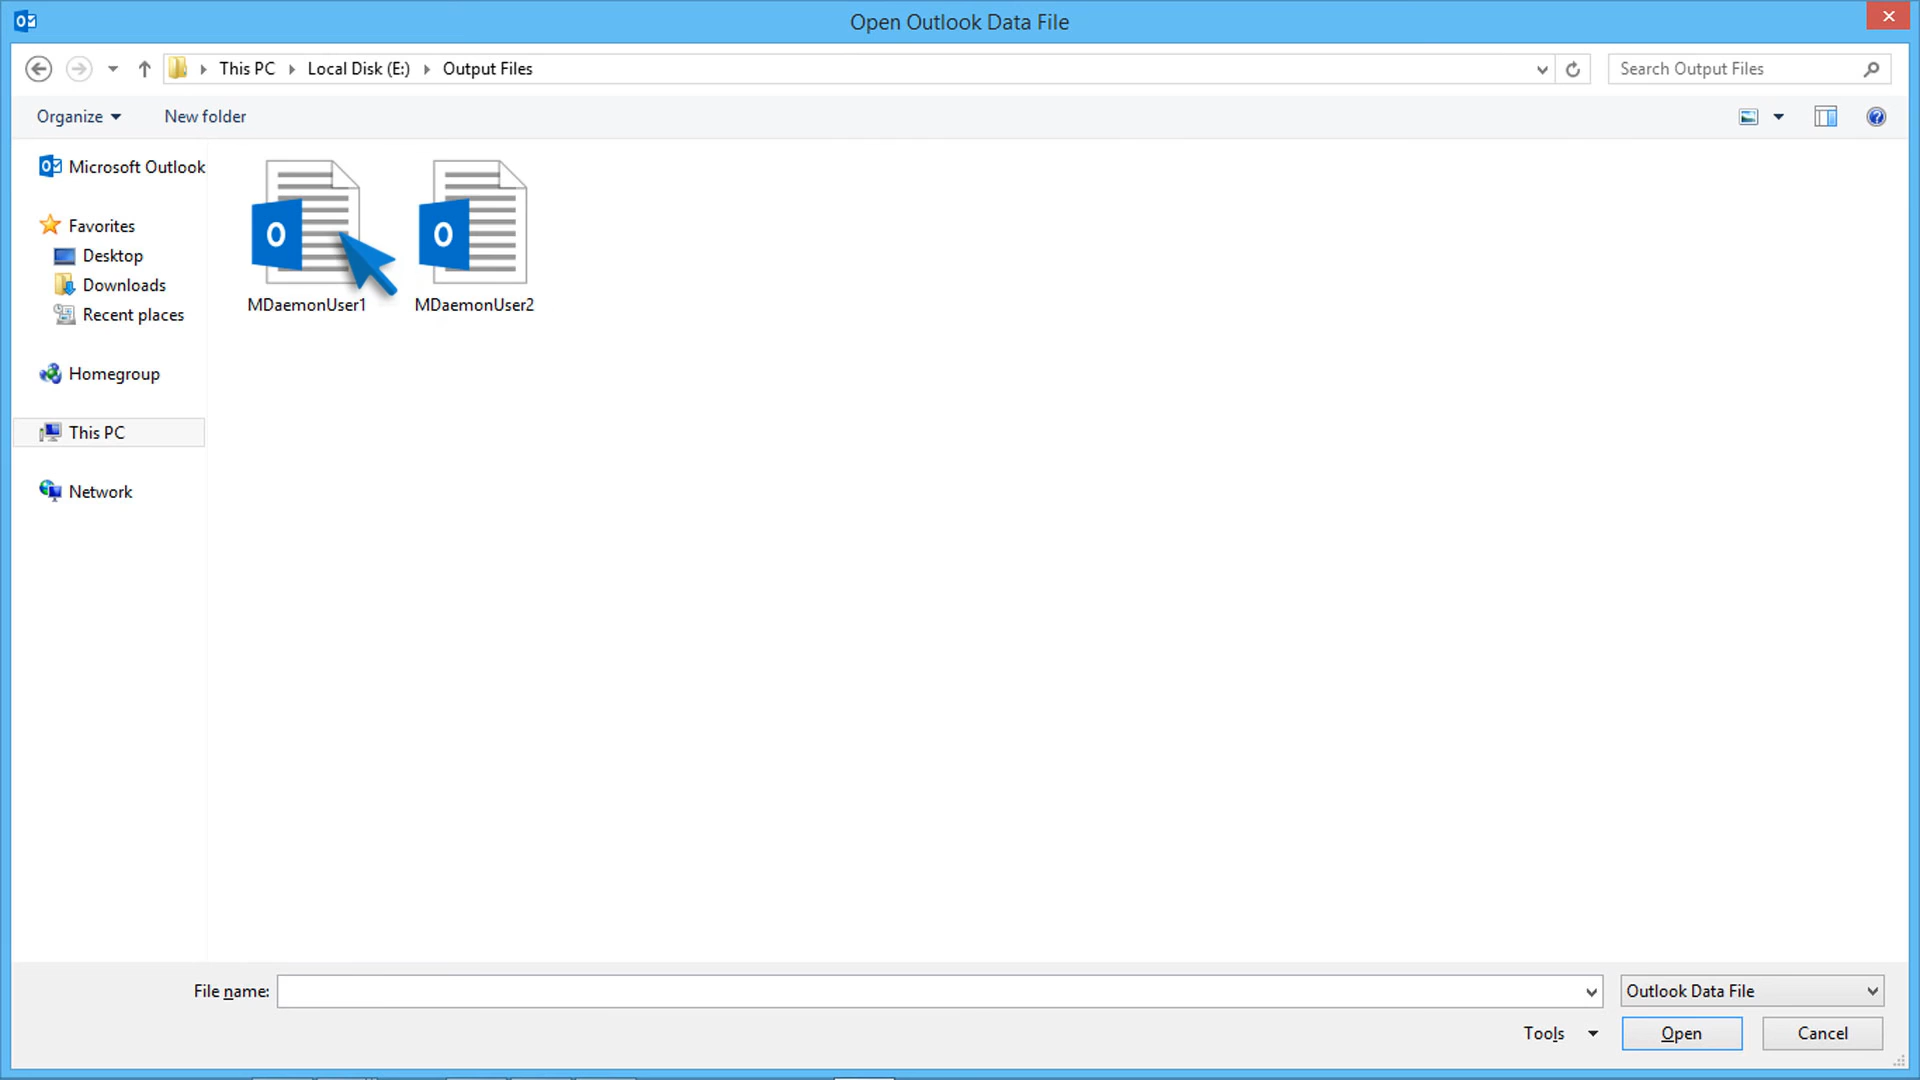 Open Outlook Data File
This PC
Local Disk (E:)
Output Files
Search Output Files
Organize
New folder
Microsoft Outlook
Favorites
Desktop
Downloads
Recent places
Homegroup
This PC
Network
MDaemonUser1
MDaemonUser2
File name:
Outlook Data File
Tools
Open
Cancel